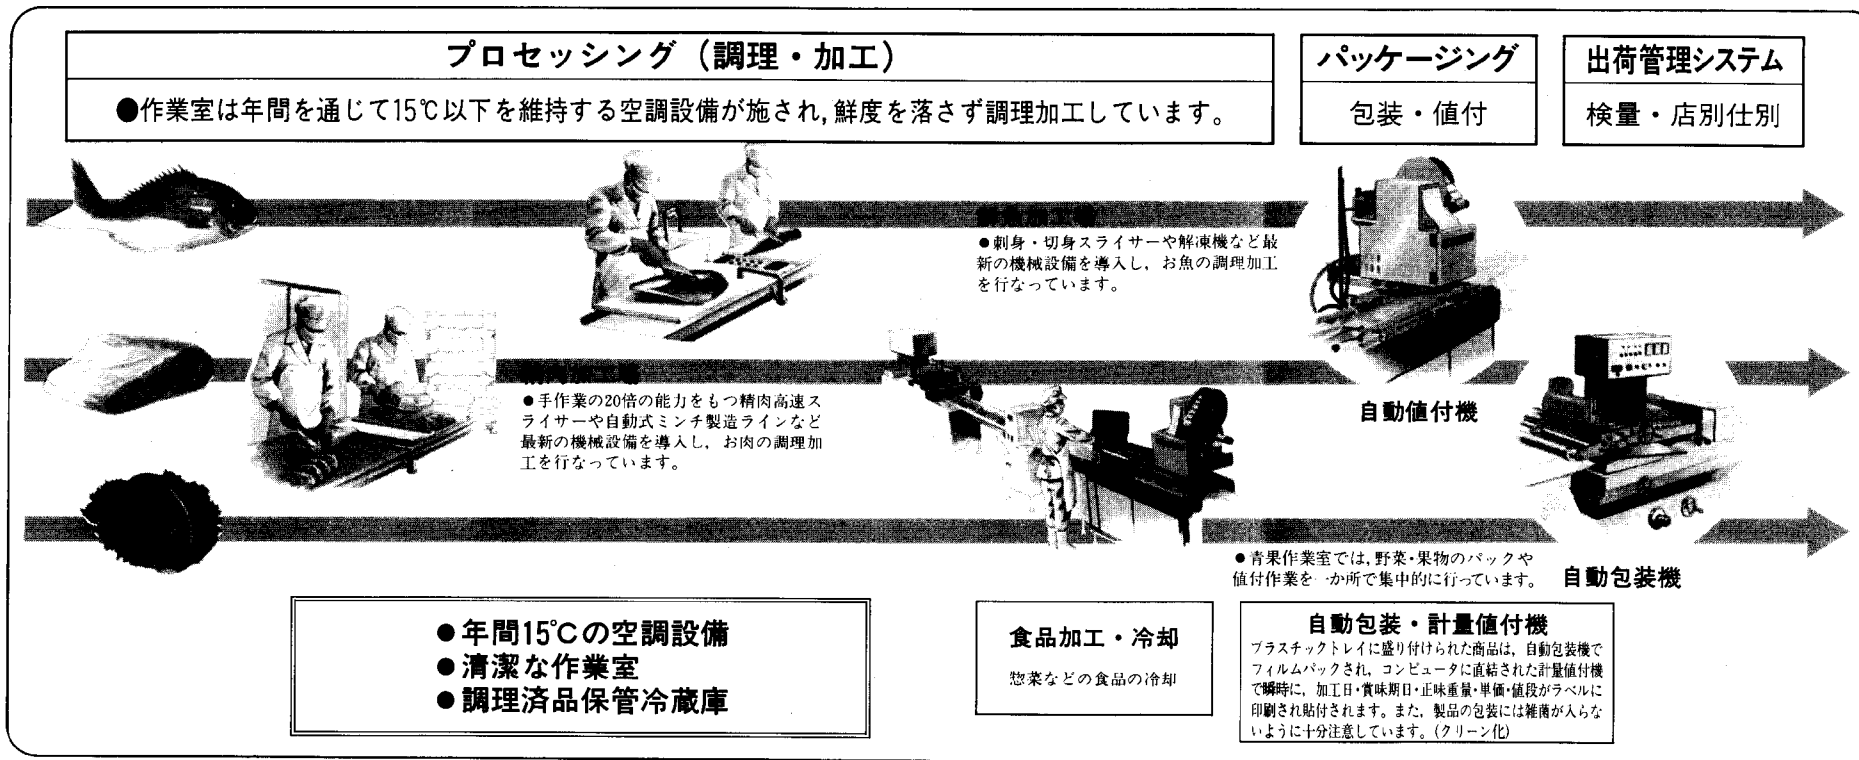 プロセッシング（調理・加工）
●作業室は年間を通じて15℃以下を維持する空調設備が施され,鮮度を落さず調理加工しています。
パッケージング
包装・値付
出荷管理システム
検量・店別仕別
●刺身・切身スライサーや解凍機など最
新の機械設備を導入し，お魚の調理加工
を行なっています。
●手作業の20倍の能力をもつ精肉高速ス
ライサーや自動式ミンチ製造ラインなど
最新の機械設備を導入し，お肉の調理加
工を行なっています。
自動値付機
●青果作業室では,野菜・果物のパックや
値付作業を一か所で集中的に行っています。
自動包装機
●年間15℃の空調設備
●清潔な作業室
●調理済品保管冷蔵庫
食品加工・冷却
惣菜などの食品の冷却
自動包装・計量値付機
プラスチックトレイに盛り付けられた商品は，自動包装機で
フィルムパックされ，コンピュータに直結された計量値付機
で瞬時に，加工日・賞味期日・正味重量・単価・値段がラベルに
印刷され貼付されます。また，製品の包装には雑菌が入らな
いように十分注意しています。(クリーン化)